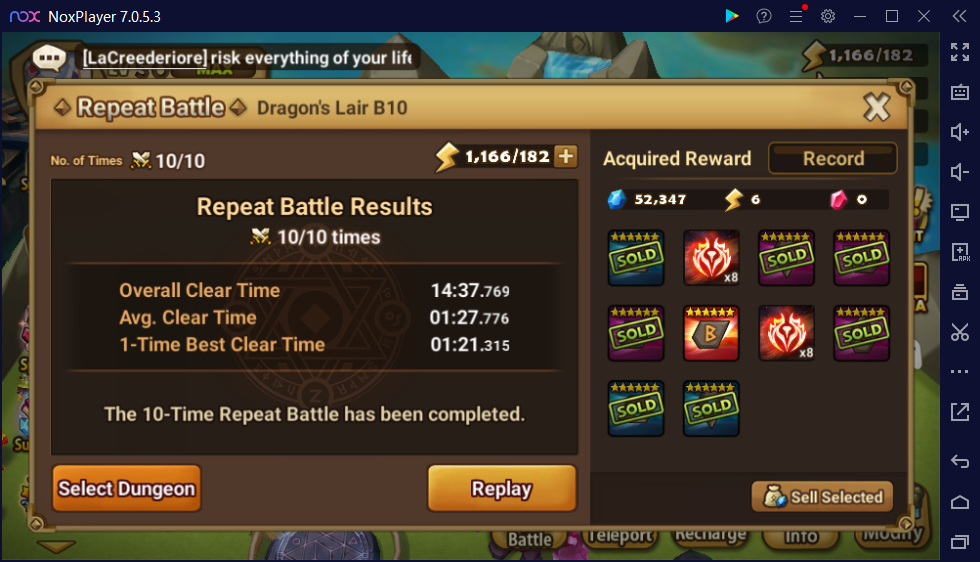 nox NoxPlayer 7.0.5.3
[LaCreederiore] risk everything of your life
1,166/182
Repeat Battle Dragon's Lair B10
No. of Times 10/10
1,166/182
Repeat Battle Results
10/10 times
Overall Clear Time 14:37.769
Avg. Clear Time 01:27.776
1-Time Best Clear Time 01:21.315
The 10-Time Repeat Battle has been completed.
Select Dungeon
Replay
Acquired Reward
Record
52,347 6 0
SOLD x8 SOLD SOLD
SOLD x8 SOLD
SOLD SOLD
Sell Selected
Battle Teleport Recharge Info Modify
APK